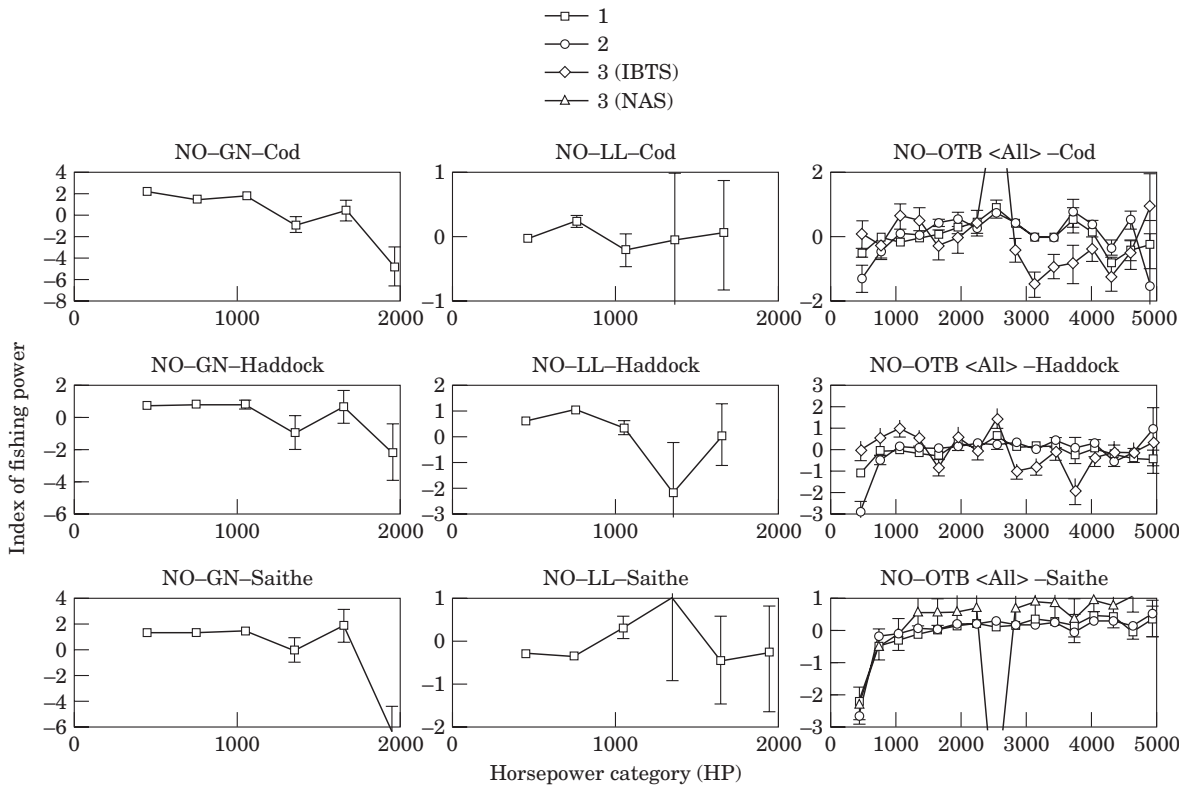 1
2
3 (IBTS)
3 (NAS)
NO–GN–Cod
4
2
0
–2
–4
–6
–8
0 1000 2000
NO–LL–Cod
1
0
–1
0 1000 2000
NO–OTB <All> –Cod
2
0
–2
0 1000 2000 3000 4000 5000
Index of fishing power
NO–GN–Haddock
2
0
–2
–4
–6
0 1000 2000
NO–LL–Haddock
2
1
0
–1
–2
–3
0 1000 2000
NO–OTB <All> –Haddock
3
2
1
0
–1
–2
–3
0 1000 2000 3000 4000 5000
NO–GN–Saithe
4
2
0
–2
–4
–6
0 1000 2000
NO–LL–Saithe
1
0
–1
–2
0 1000 2000
NO–OTB <All> –Saithe
1
0
–1
–2
–3
0 1000 2000 3000 4000 5000
Horsepower category (HP)